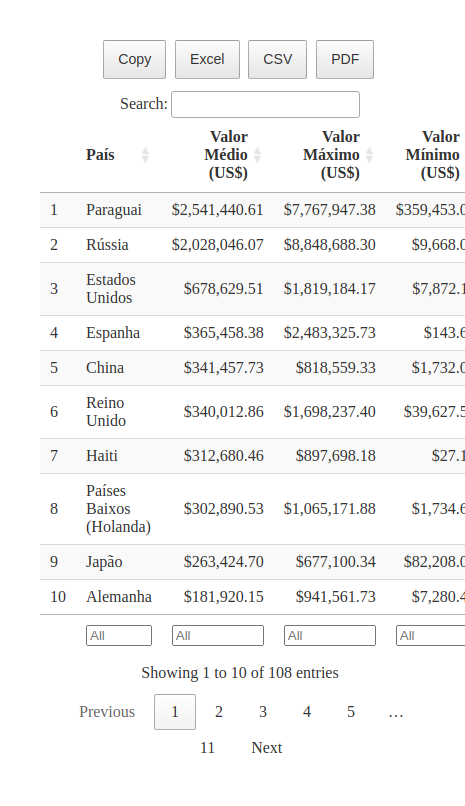 Copy Excel CSV PDF
Search:
País Valor Médio (US$) Valor Máximo (US$) Valor Mínimo (US$)
1 Paraguai $2,541,440.61 $7,767,947.38 $359,453.0
2 Rússia $2,028,046.07 $8,848,688.30 $9,668.0
3 Estados Unidos $678,629.51 $1,819,184.17 $7,872.1
4 Espanha $365,458.38 $2,483,325.73 $143.6
5 China $341,457.73 $818,559.33 $1,732.0
6 Reino Unido $340,012.86 $1,698,237.40 $39,627.5
7 Haiti $312,680.46 $897,698.18 $27.1
8 Países Baixos (Holanda) $302,890.53 $1,065,171.88 $1,734.6
9 Japão $263,424.70 $677,100.34 $82,208.0
10 Alemanha $181,920.15 $941,561.73 $7,280.4
All All All All
Showing 1 to 10 of 108 entries
Previous 1 2 3 4 5 …
11 Next